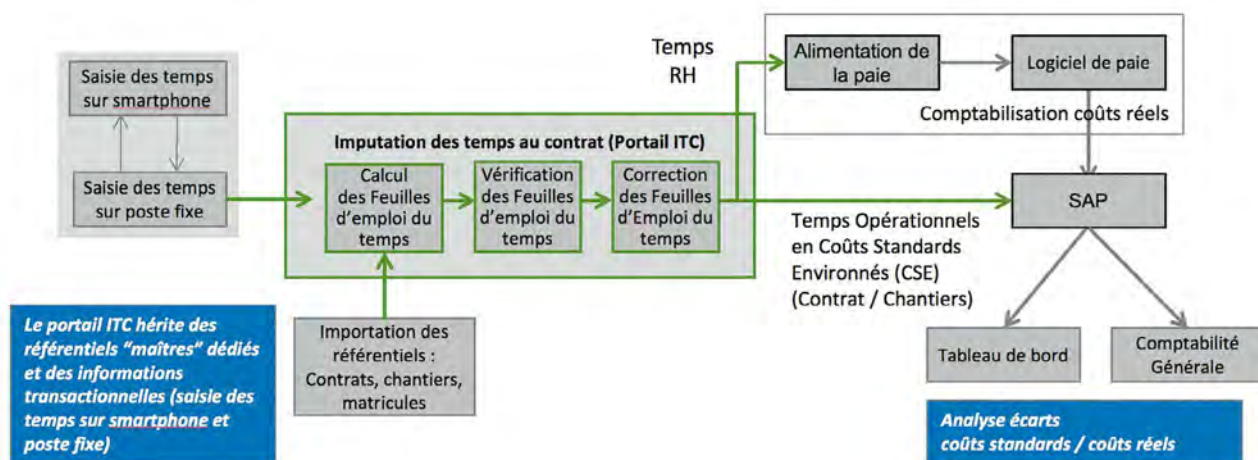 Saisie des temps
sur smartphone
Saisie des temps
sur poste fixe
Imputation des temps au contrat (Portail ITC)
Calcul
des Feuilles
d’emploi du
temps
Vérification
des Feuilles
d’emploi du
temps
Correction
des Feuilles
d’Emploi du
temps
Importation des
référentiels :
Contrats, chantiers,
matricules
Temps
RH
Alimentation de
la paie
Logiciel de paie
Comptabilisation coûts réels
SAP
Temps Opérationnels
en Coûts Standards
Environnés (CSE)
(Contrat / Chantiers)
Tableau de bord
Comptabilité
Générale
Le portail ITC hérite des
référentiels “maîtres” dédiés
et des informations
transactionnelles (saisie des
temps sur smartphone et
poste fixe)
Analyse écarts
coûts standards / coûts réels